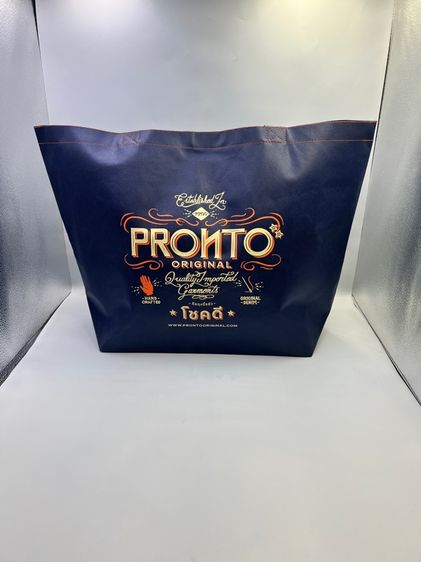 Established In
PRONTO
ORIGINAL
Quality Imported
Garments
-HAND-
CRAFTED
ORIGINAL
-DENIM-
โชคดี
WWW.PRONTOORIGINAL.COM